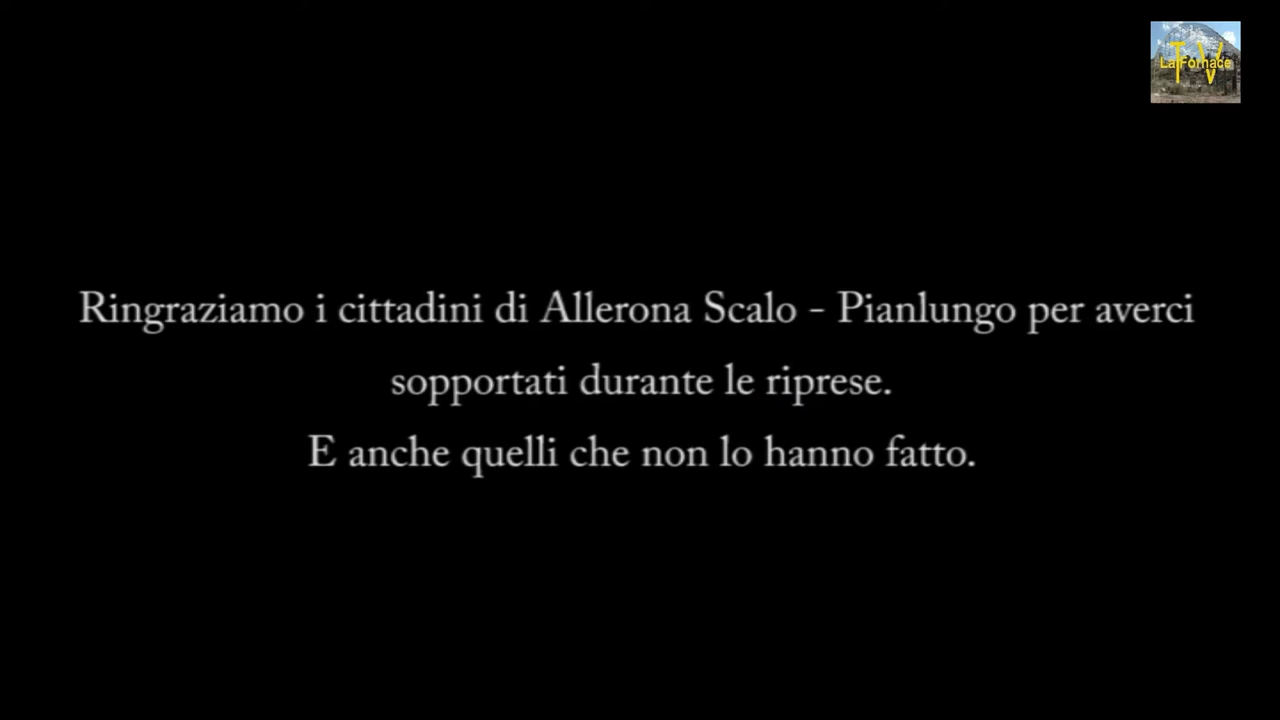 TV
La Fornace
Ringraziamo i cittadini di Allerona Scalo - Pianlungo per averci
sopportati durante le riprese.
E anche quelli che non lo hanno fatto.